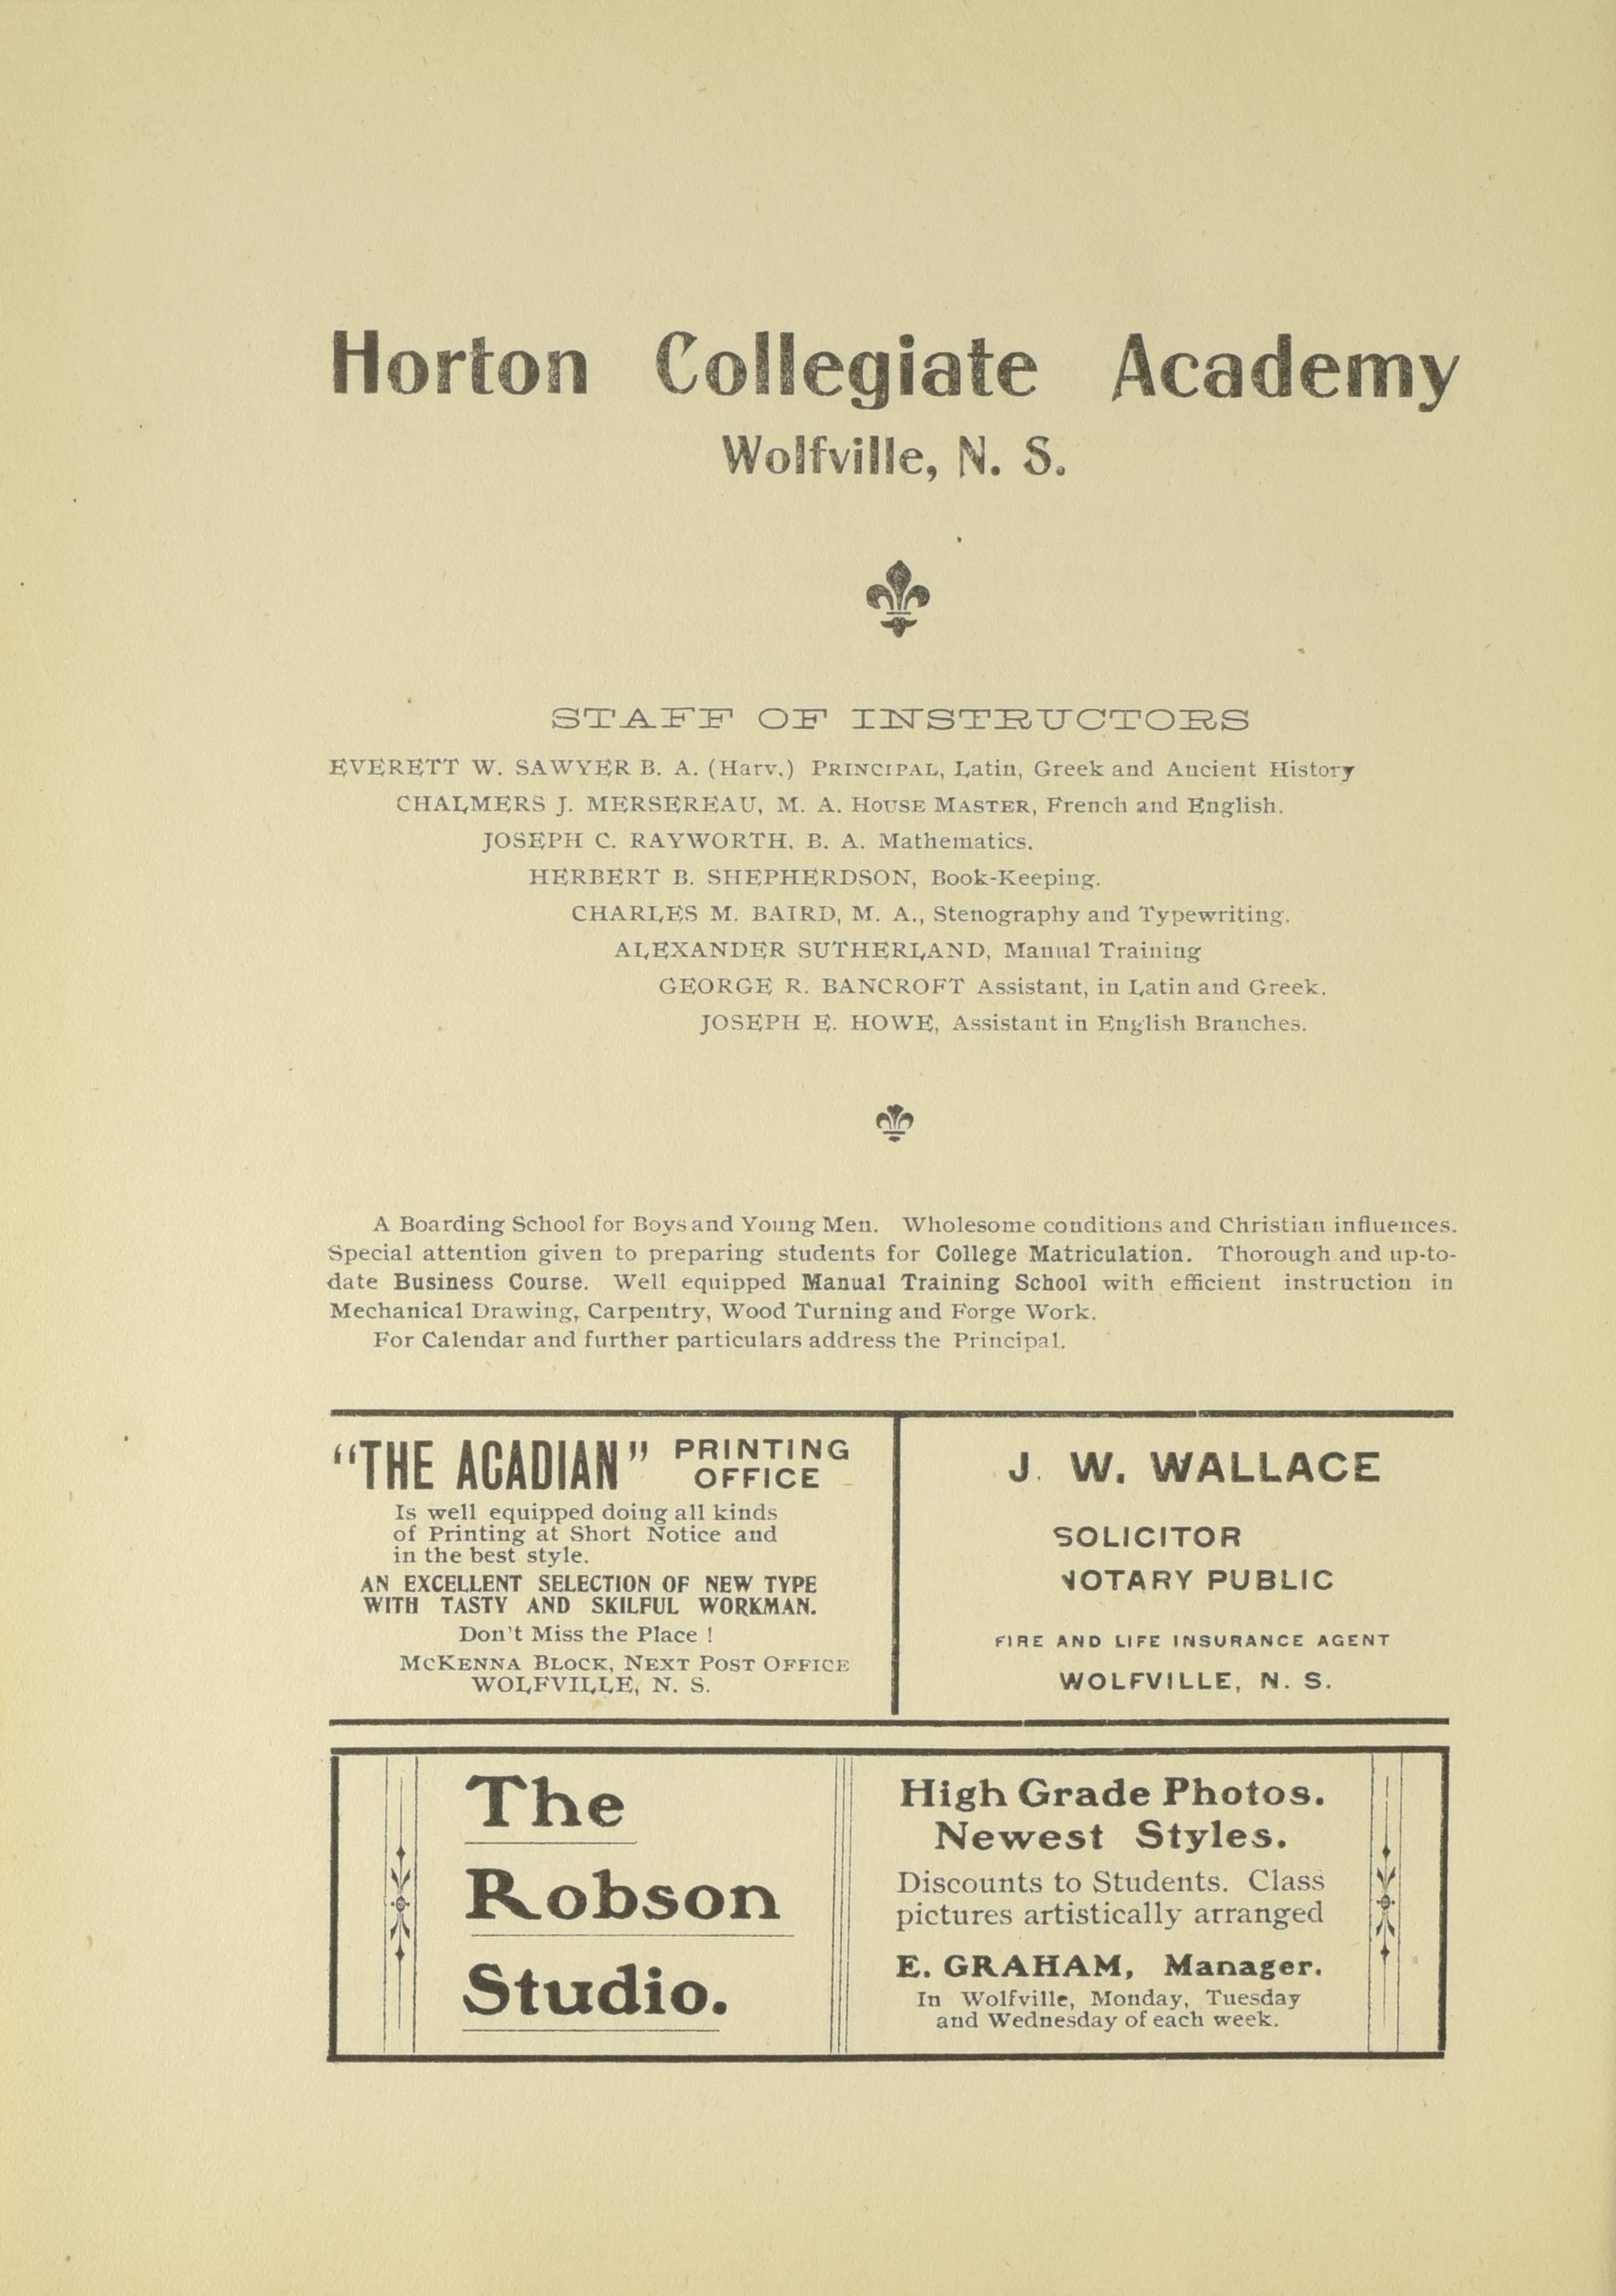 Horton Collegiate Academy
Wolfville, N. S.
STAFF OF INSTRUCTORS
EVERETT W. SAWYER B. A. (Harv.) PRINCIPAL, Latin, Greek and Ancient History
CHALMERS J. MERSEREAU, M. A. HOUSE MASTER, French and English.
JOSEPH C. RAYWORTH. B. A. Mathematics.
HERBERT B. SHEPHERDSON, Book-Keeping.
CHARLES M. BAIRD, M. A., Stenography and Typewriting.
ALEXANDER SUTHERLAND, Manual Training
GEORGE R. BANCROFT Assistant, in Latin and Greek.
JOSEPH E. HOWE, Assistant in English Branches.
A Boarding School for Boys and Young Men. Wholesome conditions and Christian influences.
Special attention given to preparing students for College Matriculation. Thorough and up-to-
date Business Course. Well equipped Manual Training School with efficient instruction in
Mechanical Drawing, Carpentry, Wood Turning and Forge Work.
For Calendar and further particulars address the Principal.
"THE ACADIAN" PRINTING
OFFICE
Is well equipped doing all kinds
of Printing at Short Notice and
in the best style.
AN EXCELLENT SELECTION OF NEW TYPE
WITH TASTY AND SKILFUL WORKMAN.
Don't Miss the Place !
MCKENNA BLOCK, NEXT POST OFFICE
WOLFVILLE, N. S.
J. W. WALLACE
SOLICITOR
NOTARY PUBLIC
FIRE AND LIFE INSURANCE AGENT
WOLFVILLE, N. S.
The
Robson
Studio.
High Grade Photos.
Newest Styles.
Discounts to Students. Class
pictures artistically arranged
E. GRAHAM, Manager.
In Wolfville, Monday, Tuesday
and Wednesday of each week.